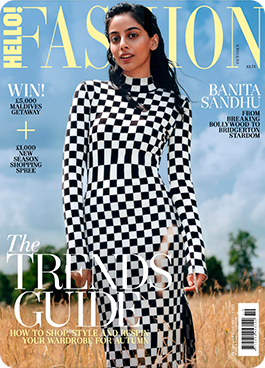 HELLO!
FASHION
WIN!
£5,000
MALDIVES
GETAWAY
+
£1,000
NEW
SEASON
SHOPPING
SPREE
BANITA
SANDHU
FROM
BREAKING
BOLLYWOOD TO
BRIDGERTON
STARDOM
The
TRENDS
GUIDE
HOW TO SHOP, STYLE AND RESPIN
YOUR WARDROBE FOR AUTUMN